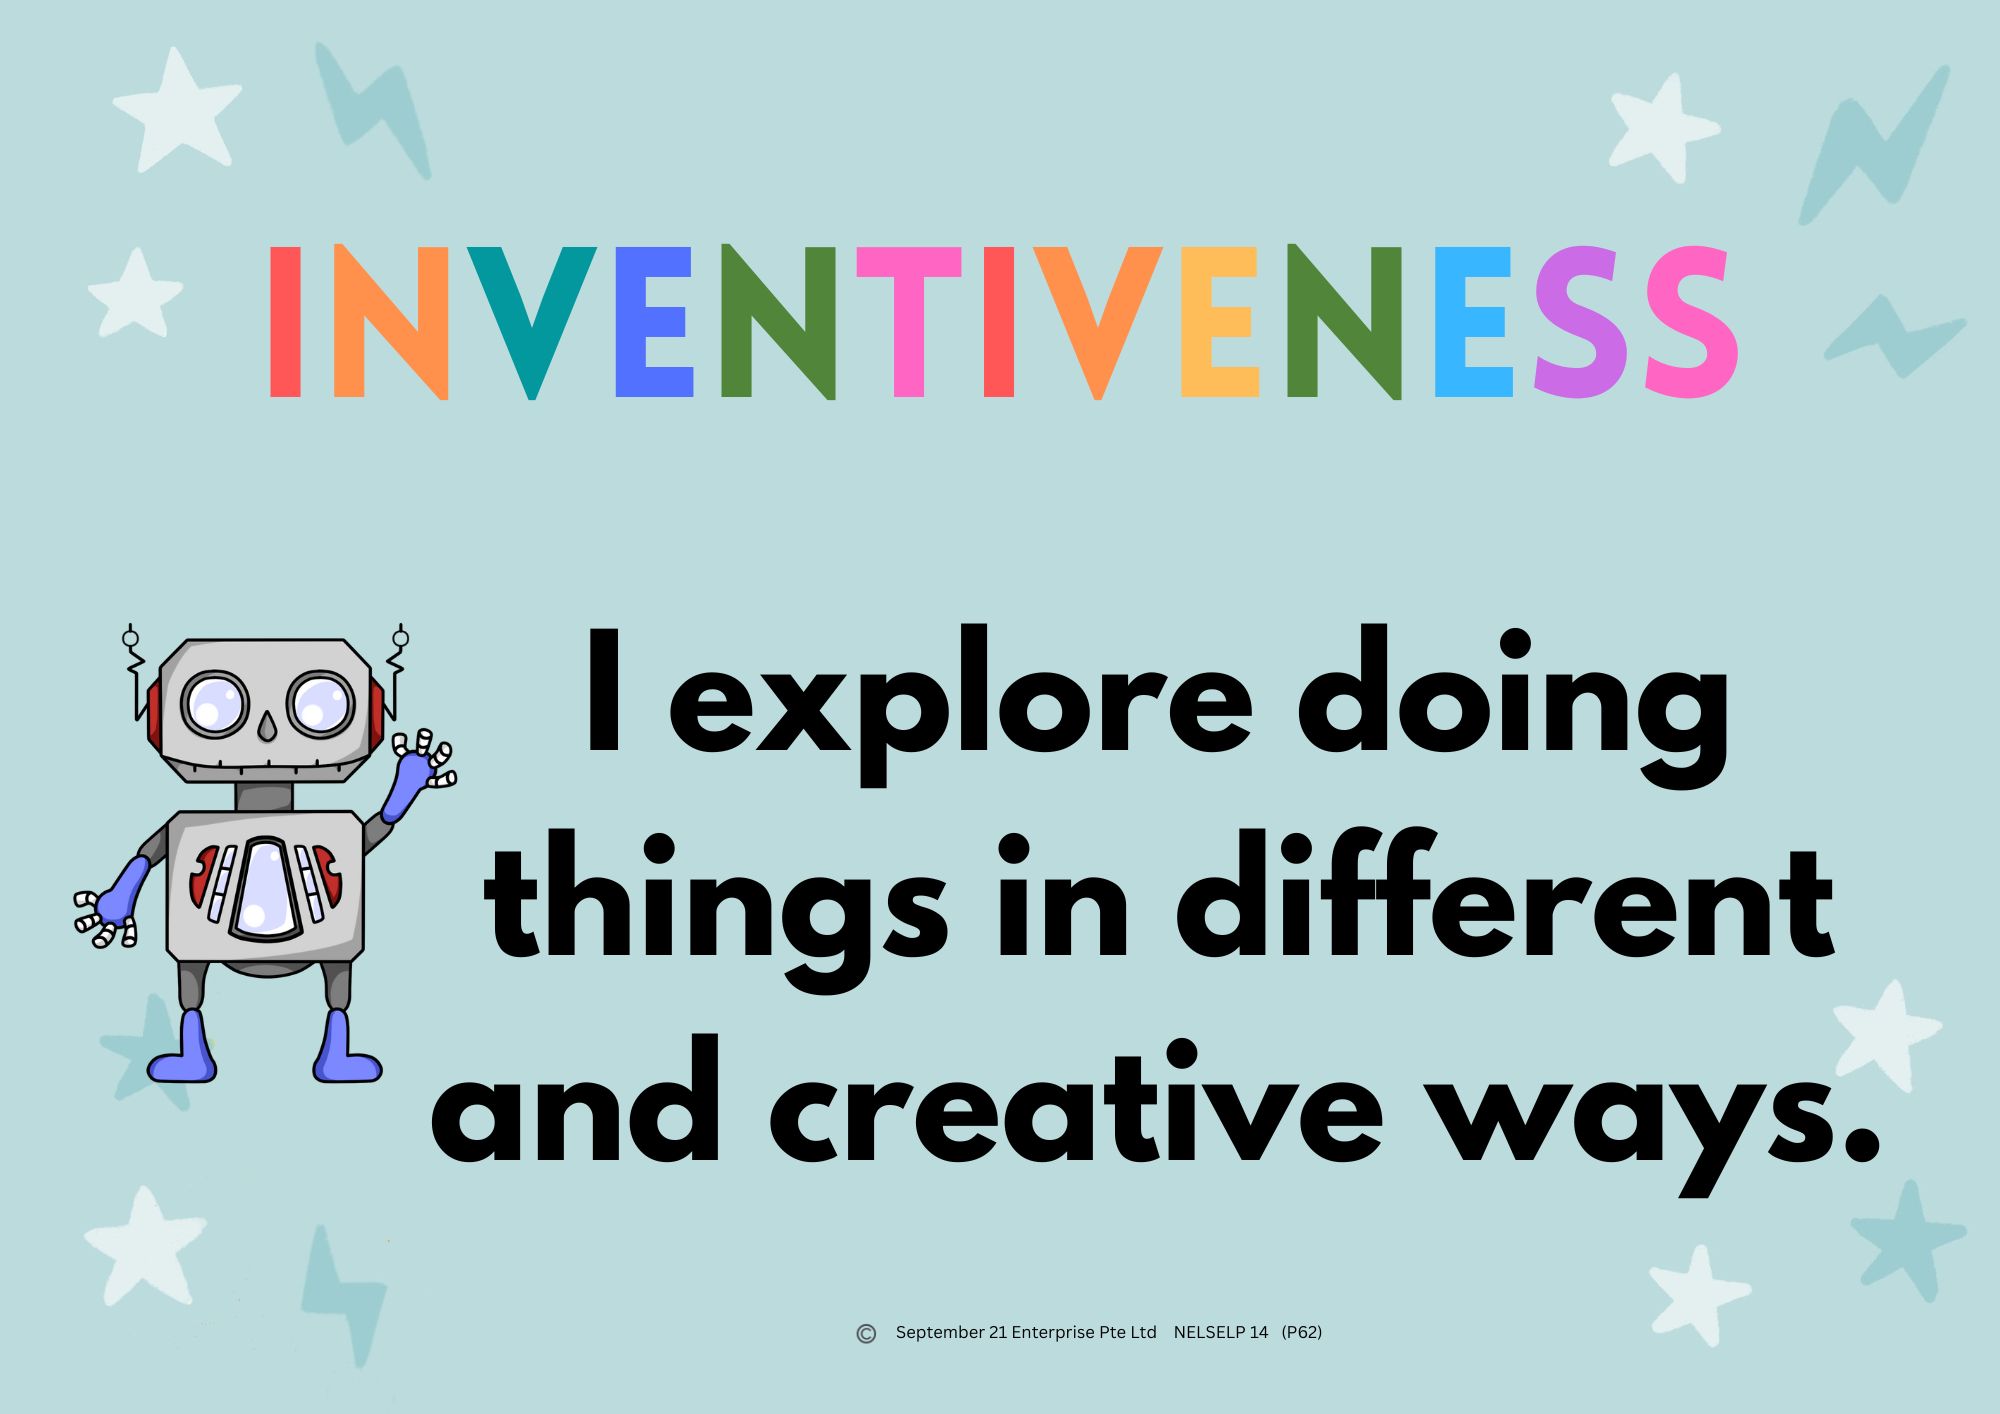 INVENTIVENESS
I explore doing
things in different
and creative ways.
© September 21 Enterprise Pte Ltd NELSELP 14 (P62)